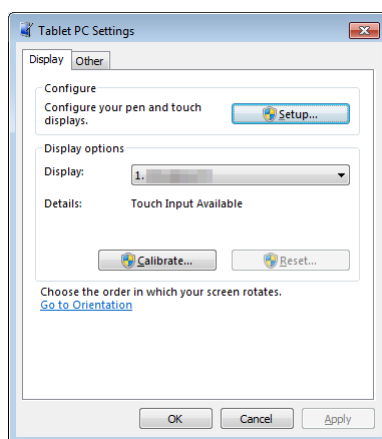 Tablet PC Settings
Display Other
Configure
Configure your pen and touch
displays.
Setup...
Display options
Display:
1.
Details: Touch Input Available
Calibrate... Reset...
Choose the order in which your screen rotates.
Go to Orientation
OK Cancel Apply